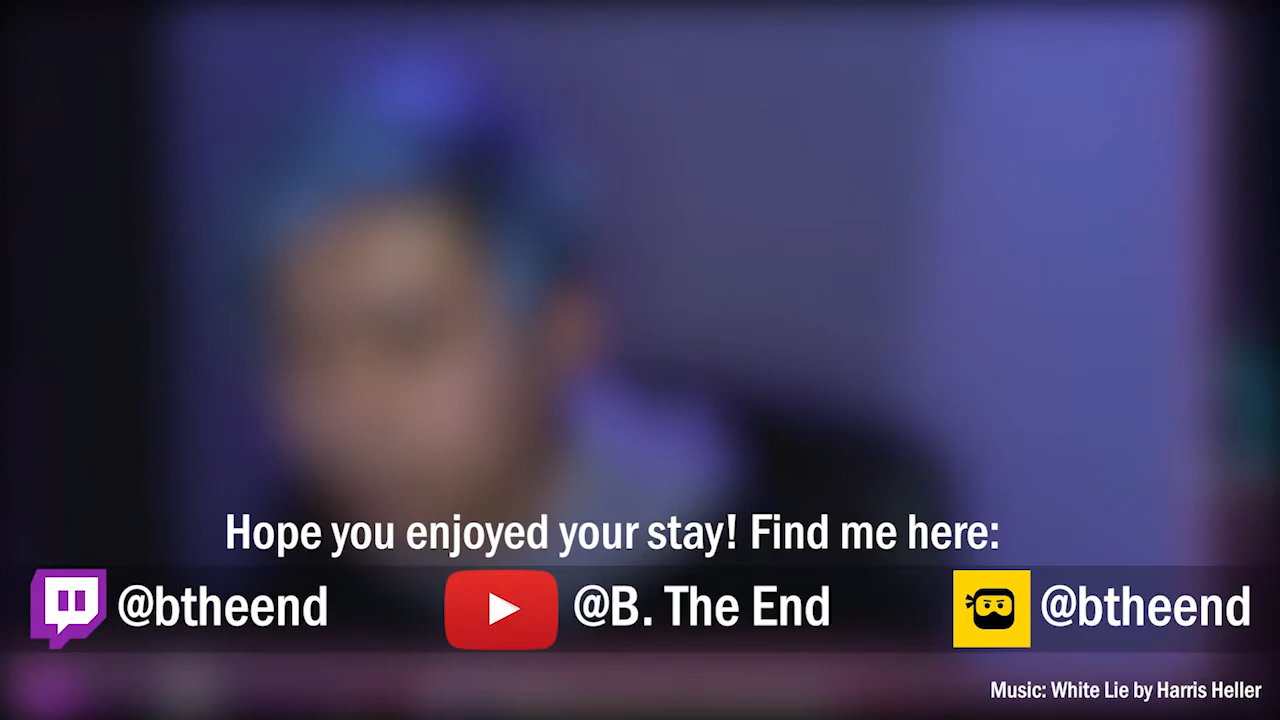 Hope you enjoyed your stay! Find me here:
@btheend @B. The End @btheend
Music: White Lie by Harris Heller